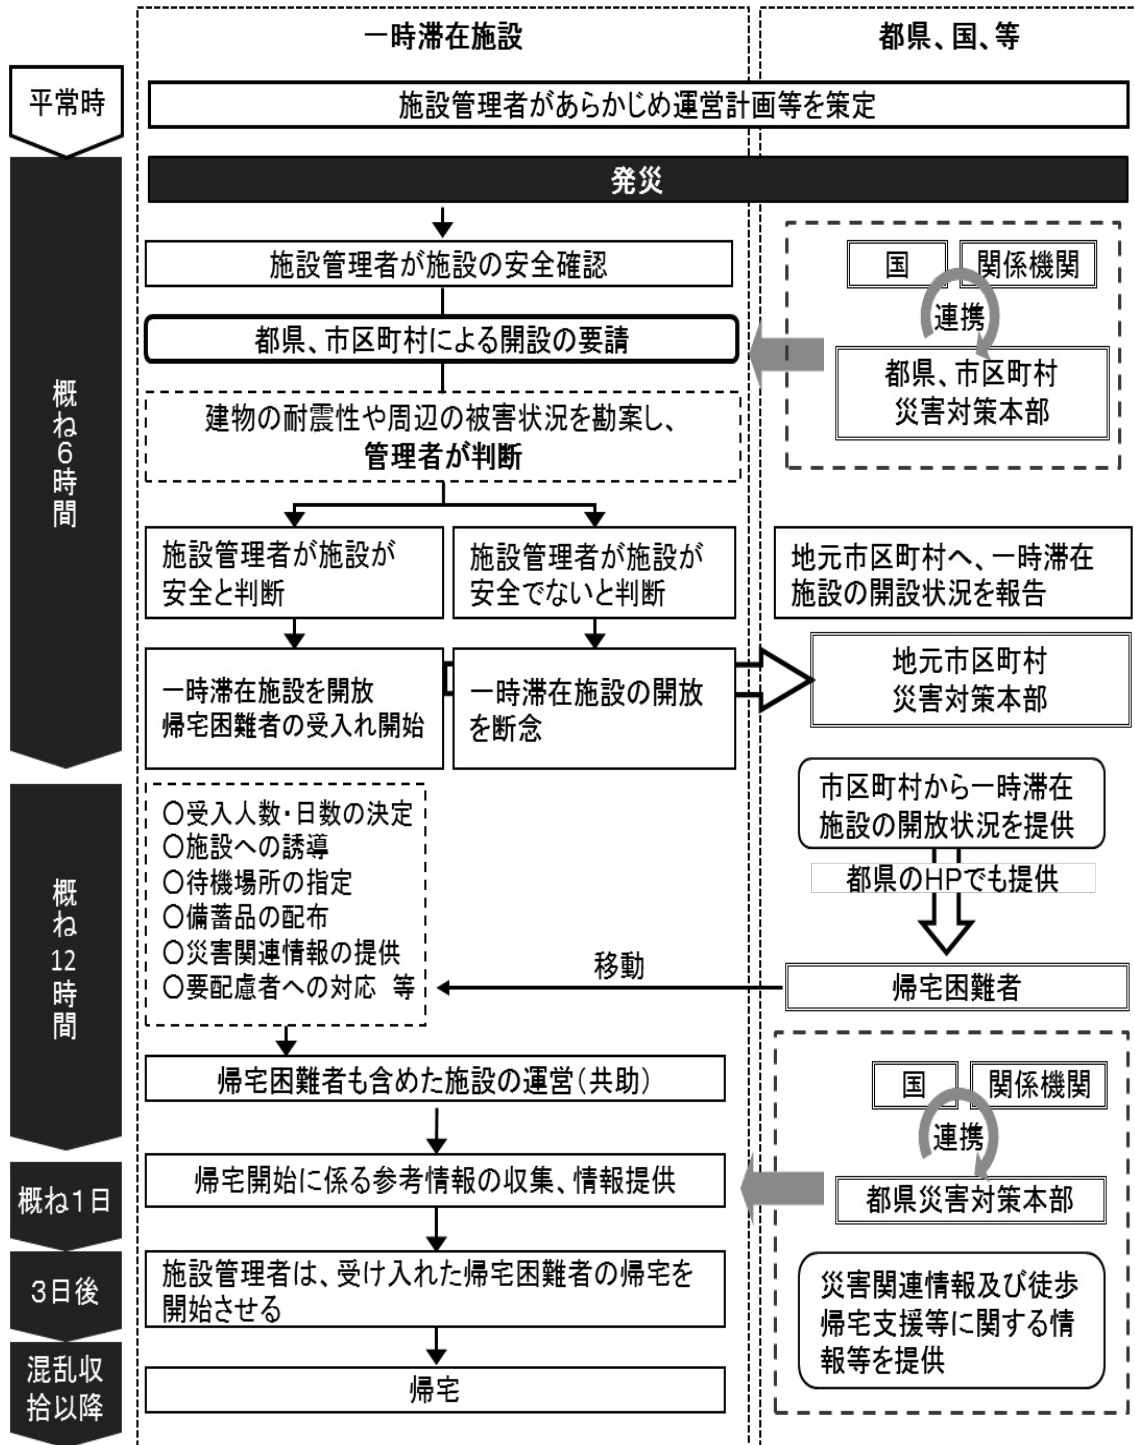 一時滞在施設
都県、国、等
平常時
施設管理者があらかじめ運営計画等を策定
発災
概ね6時間
施設管理者が施設の安全確認
都県、市区町村による開設の要請
国
関係機関
連携
都県、市区町村
災害対策本部
建物の耐震性や周辺の被害状況を勘案し、
管理者が判断
施設管理者が施設が
安全と判断
施設管理者が施設が
安全でないと判断
地元市区町村へ、一時滞在
施設の開設状況を報告
一時滞在施設を開放
帰宅困難者の受入れ開始
一時滞在施設の開放
を断念
地元市区町村
災害対策本部
概ね12時間
〇受入人数・日数の決定
〇施設への誘導
〇待機場所の指定
〇備蓄品の配布
〇災害関連情報の提供
〇要配慮者への対応 等
市区町村から一時滞在
施設の開放状況を提供
都県のHPでも提供
移動
帰宅困難者
帰宅困難者も含めた施設の運営(共助)
国
関係機関
連携
都県災害対策本部
概ね1日
帰宅開始に係る参考情報の収集、情報提供
3日後
施設管理者は、受け入れた帰宅困難者の帰宅を
開始させる
災害関連情報及び徒歩
帰宅支援等に関する情
報等を提供
混乱収
拾以降
帰宅